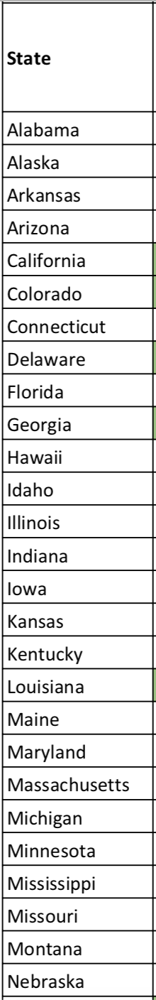 State
Alabama
Alaska
Arkansas
Arizona
California
Colorado
Connecticut
Delaware
Florida
Georgia
Hawaii
Idaho
Illinois
Indiana
Iowa
Kansas
Kentucky
Louisiana
Maine
Maryland
Massachusetts
Michigan
Minnesota
Mississippi
Missouri
Montana
Nebraska